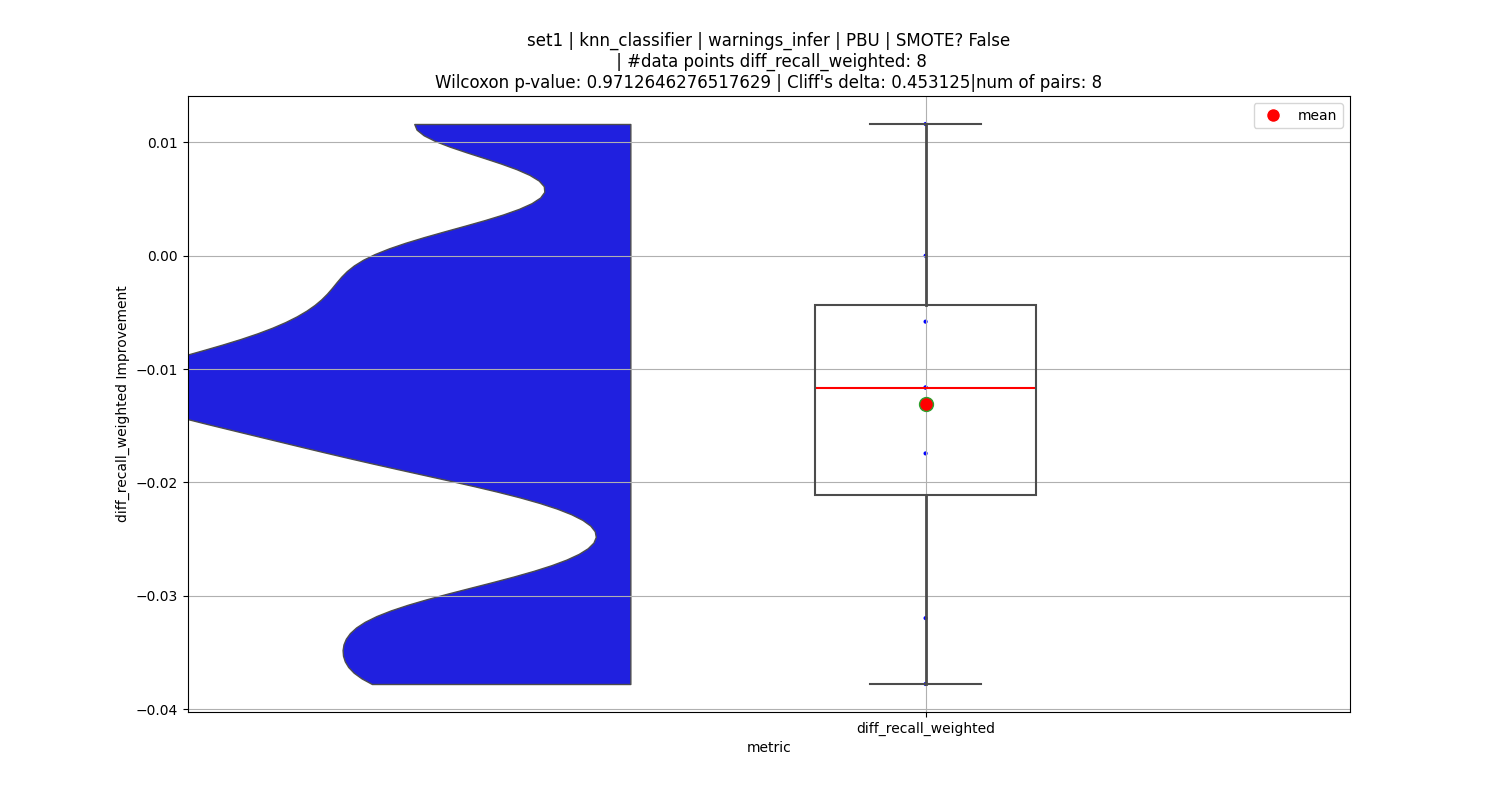 set1 | knn_classifier | warnings_infer | PBU | SMOTE? False
| #data points diff_recall_weighted: 8
Wilcoxon p-value: 0.9712646276517629 | Cliff's delta: 0.453125|num of pairs: 8
mean
0.01
0.00
−0.01
−0.02
−0.03
−0.04
diff_recall_weighted Improvement
diff_recall_weighted
metric